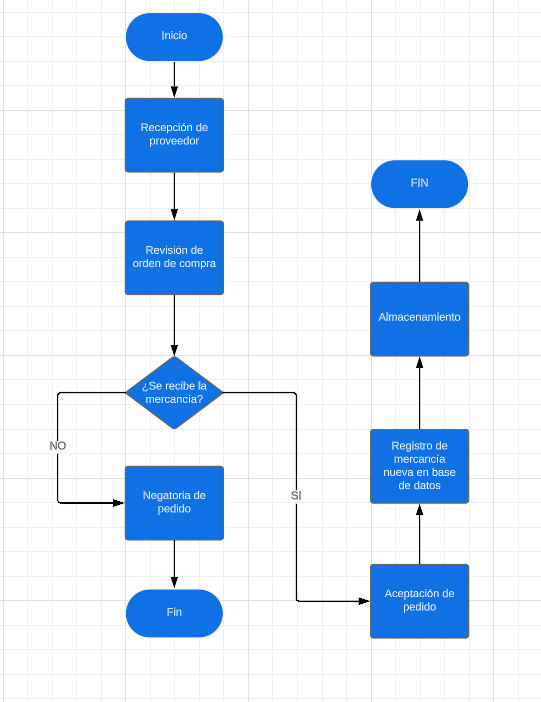 Inicio
Recepción de
proveedor
Revisión de
orden de compra
¿Se recibe la
mercancía?
NO
Negatoria de
pedido
Fin
SI
Aceptación de
pedido
Registro de
mercancía
nueva en base
de datos
Almacenamiento
FIN